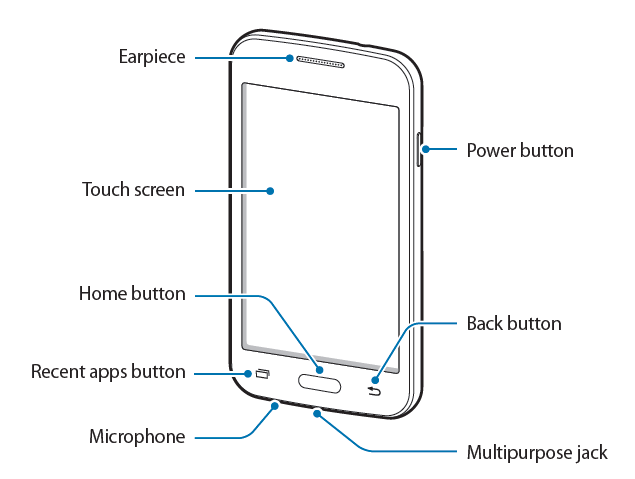 Earpiece
Touch screen
Home button
Recent apps button
Microphone
Power button
Back button
Multipurpose jack